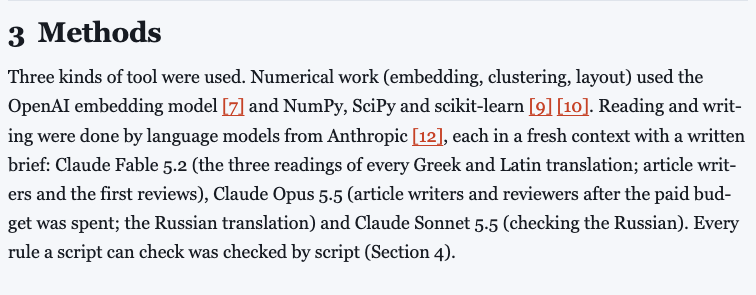 3 Methods
Three kinds of tool were used. Numerical work (embedding, clustering, layout) used the
OpenAI embedding model [7] and NumPy, SciPy and scikit-learn [9] [10]. Reading and writ-
ing were done by language models from Anthropic [12], each in a fresh context with a written
brief: Claude Fable 5.2 (the three readings of every Greek and Latin translation; article writ-
ers and the first reviews), Claude Opus 5.5 (article writers and reviewers after the paid bud-
get was spent; the Russian translation) and Claude Sonnet 5.5 (checking the Russian). Every
rule a script can check was checked by script (Section 4).